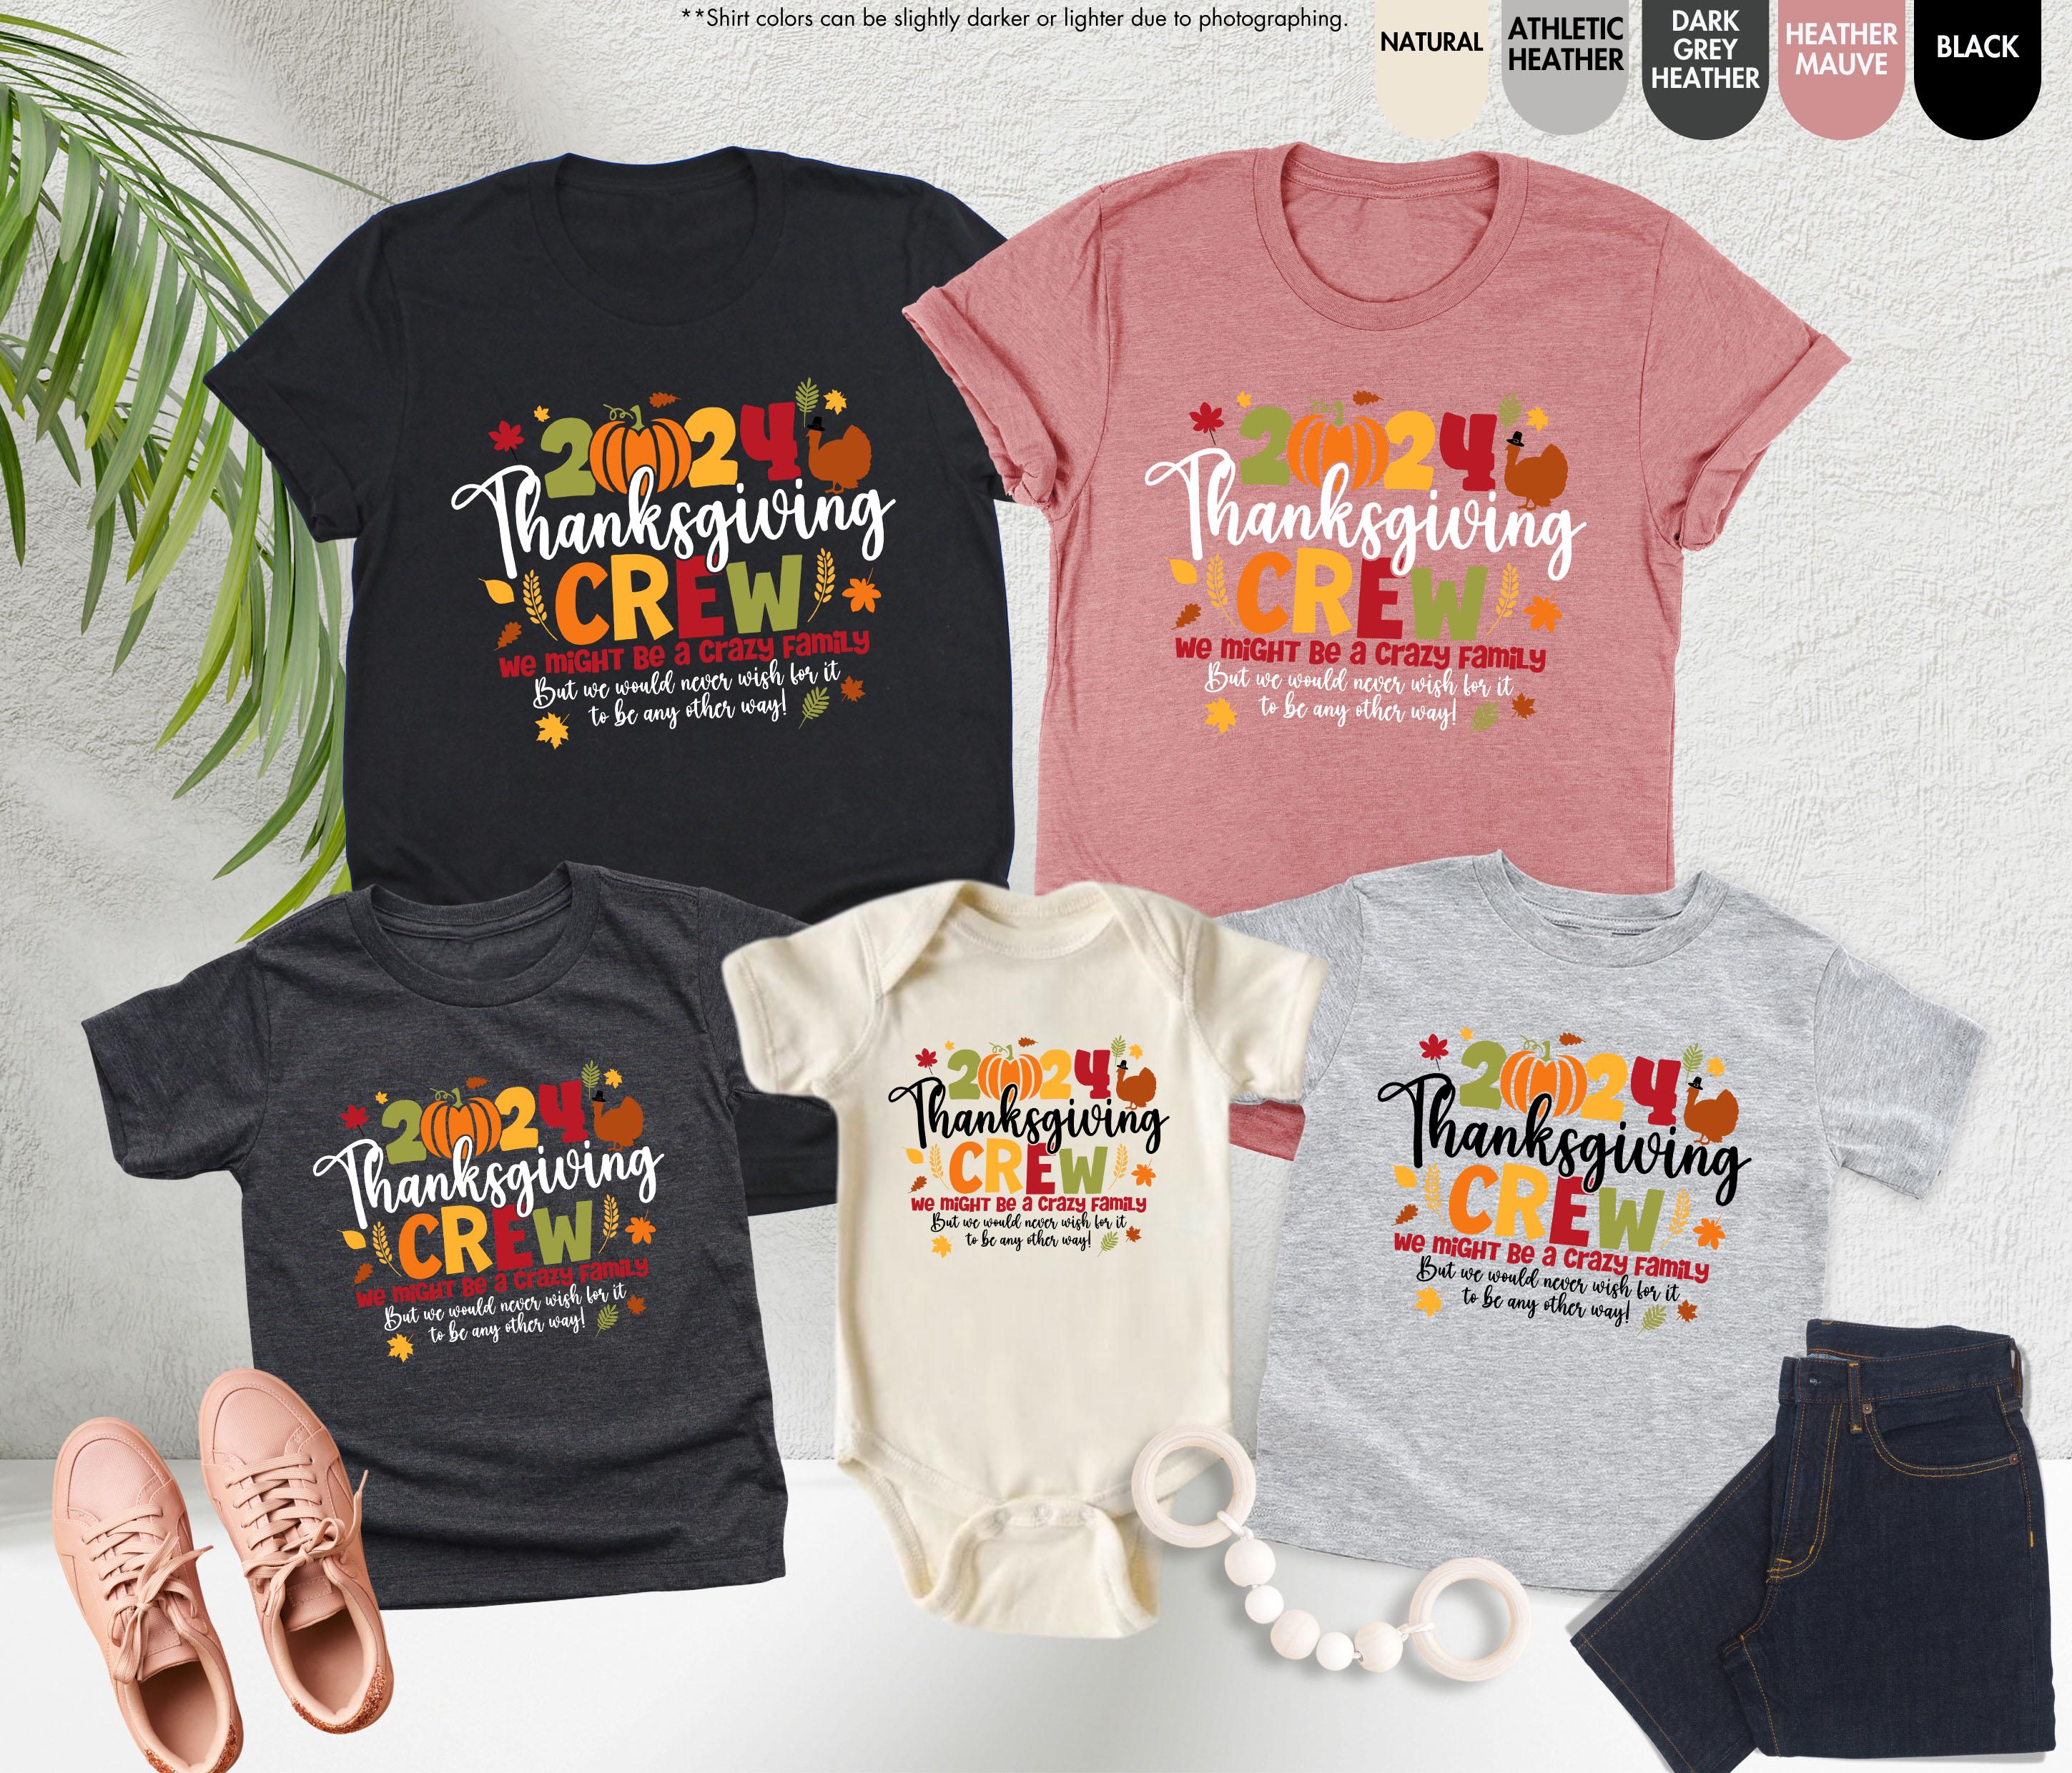 **Shirt colors can be slightly darker or lighter due to photographing.
NATURAL
ATHLETIC
HEATHER
DARK
GREY
HEATHER
HEATHER
MAUVE
BLACK
2024
Thanksgiving
CREW
We MiGHT Be a Crazy Family
But we would never wish for it
to be any other way!
2024
Thanksgiving
CREW
We MiGHT Be a Crazy Family
But we would never wish for it
to be any other way!
2024
Thanksgiving
CREW
We MiGHT Be a Crazy Family
But we would never wish for it
to be any other way!
2024
Thanksgiving
CREW
We MiGHT Be a Crazy Family
But we would never wish for it
to be any other way!
2024
Thanksgiving
CREW
We MiGHT Be a Crazy Family
But we would never wish for it
to be any other way!